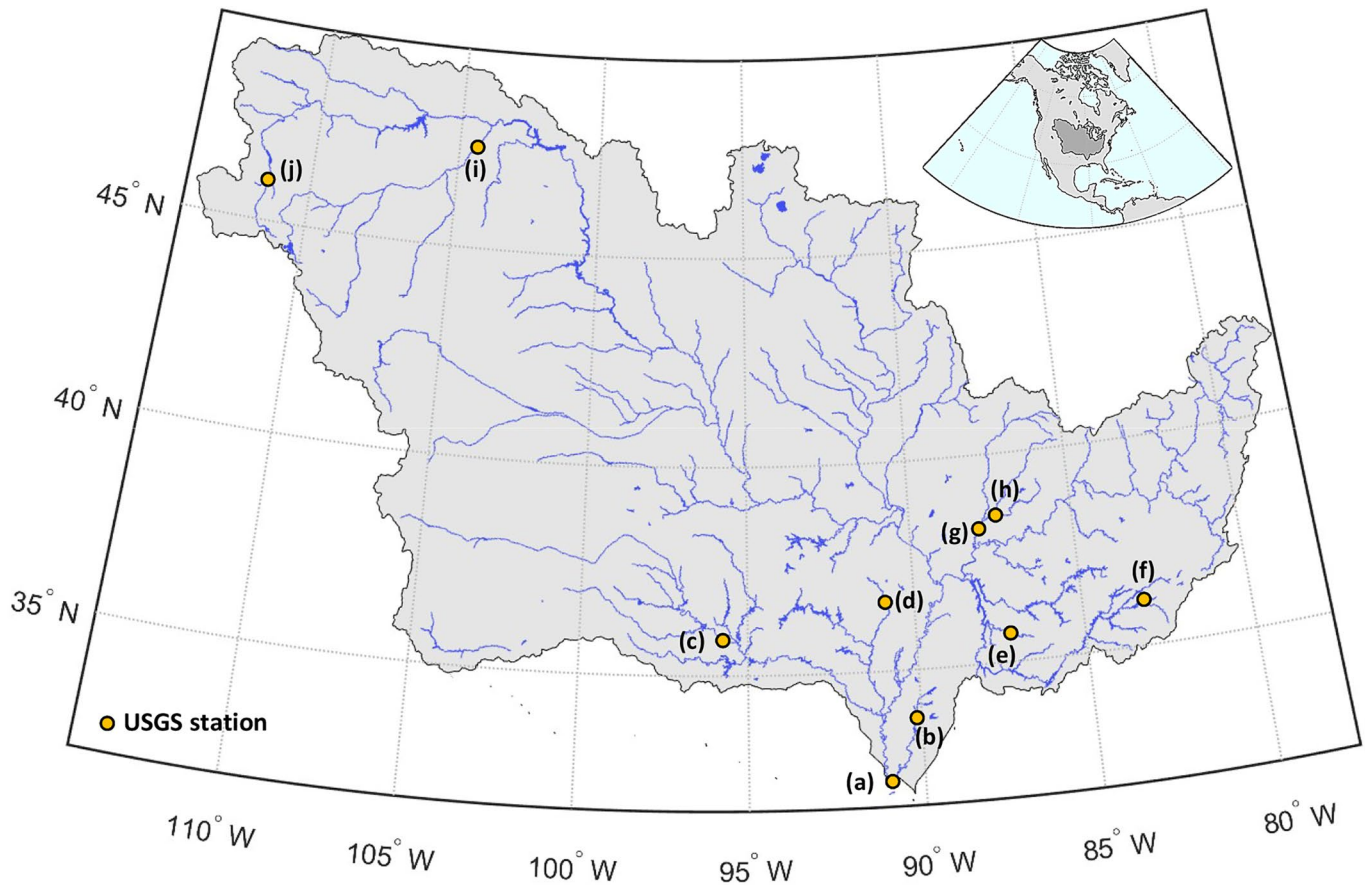 (h)
(j)
(i)
45° N
40° N
(g)
(f)
(d)
35° N
(c)
(e)
USGS station
(b)
(a)
110° W
105° W
100° W
95° W
90° W
85° W
80° W